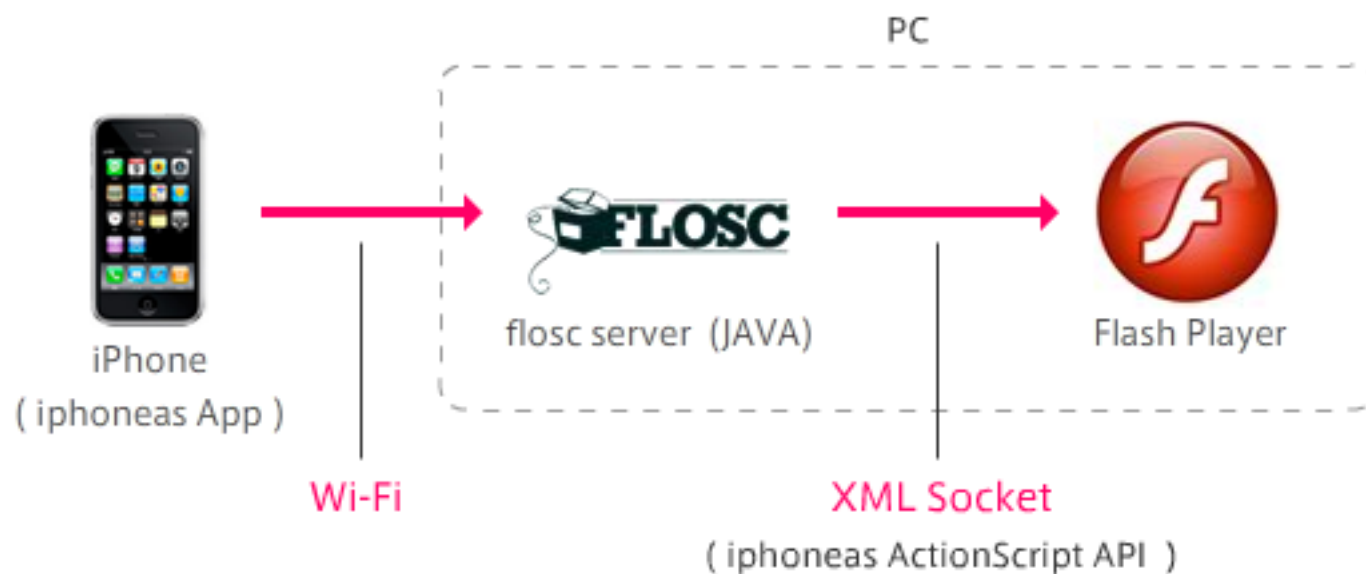 PC
FLOSC
iPhone
( iphoneas App )
flosc server (JAVA)
Flash Player
Wi-Fi
XML Socket
( iphoneas ActionScript API )